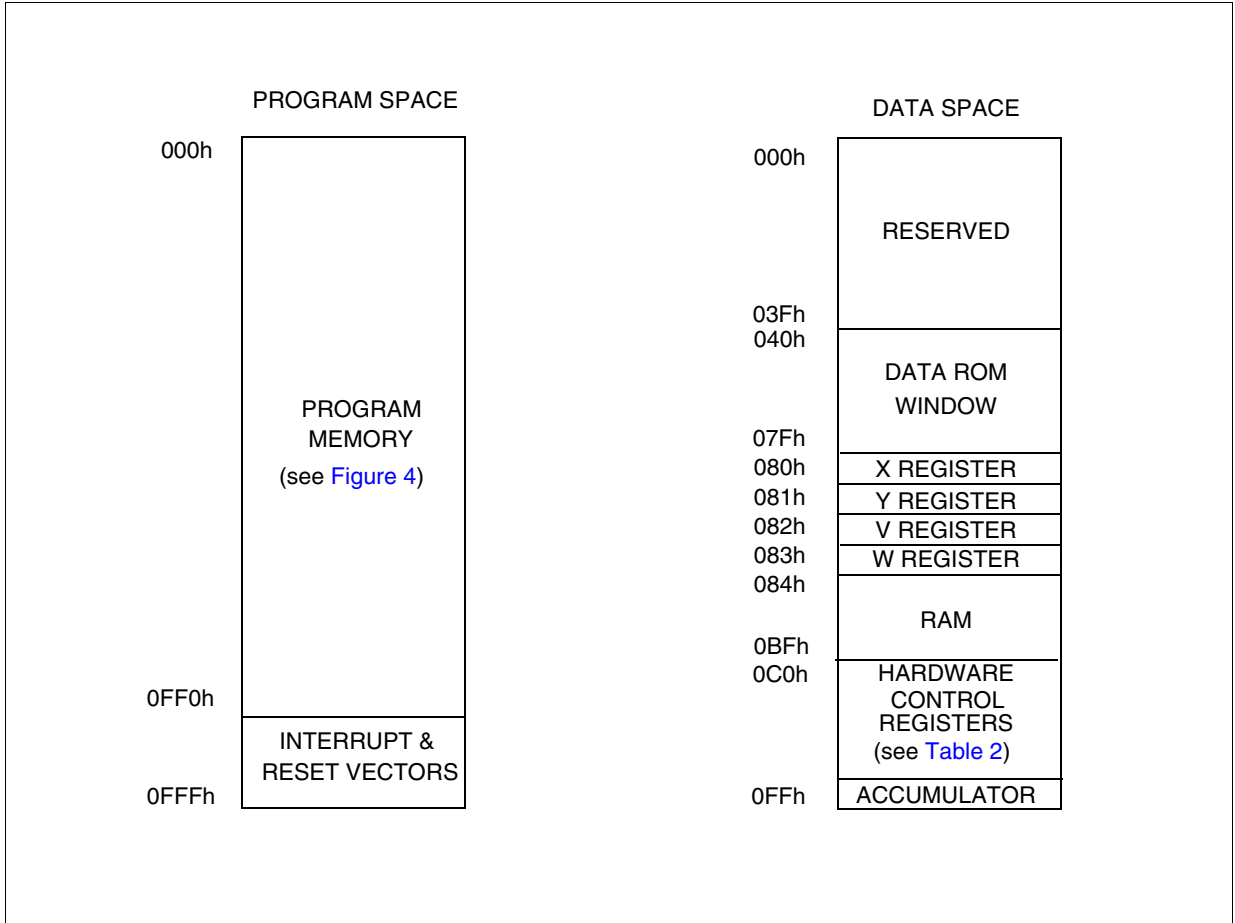 PROGRAM SPACE
000h
PROGRAM
MEMORY
(see Figure 4)
0FF0h
INTERRUPT &
RESET VECTORS
0FFFh
DATA SPACE
000h
RESERVED
03Fh
040h
DATA ROM
WINDOW
07Fh
080h X REGISTER
081h Y REGISTER
082h V REGISTER
083h W REGISTER
084h
RAM
0BFh
0C0h HARDWARE
CONTROL
REGISTERS
(see Table 2)
0FFh ACCUMULATOR